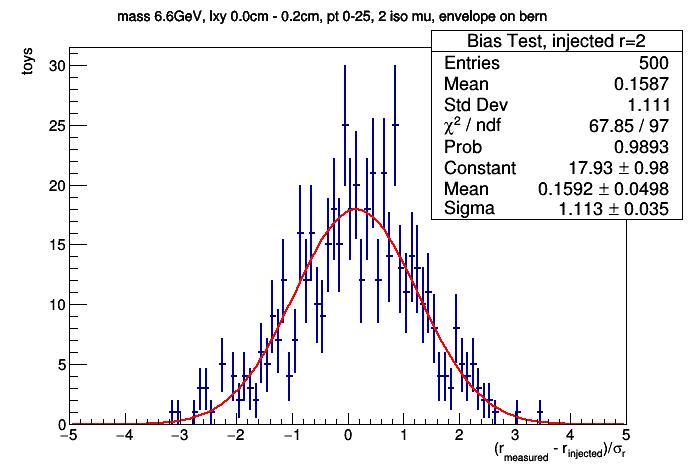 mass 6.6GeV, lxy 0.0cm - 0.2cm, pt 0-25, 2 iso mu, envelope on bern
Bias Test, injected r=2
Entries 500
Mean 0.1587
Std Dev 1.111
χ² / ndf 67.85 / 97
Prob 0.9893
Constant 17.93 ± 0.98
Mean 0.1592 ± 0.0498
Sigma 1.113 ± 0.035
toys
30
25
20
15
10
5
0
−5 −4 −3 −2 −1 0 1 2 3 4 5
(r_measured - r_injected)/σ_r